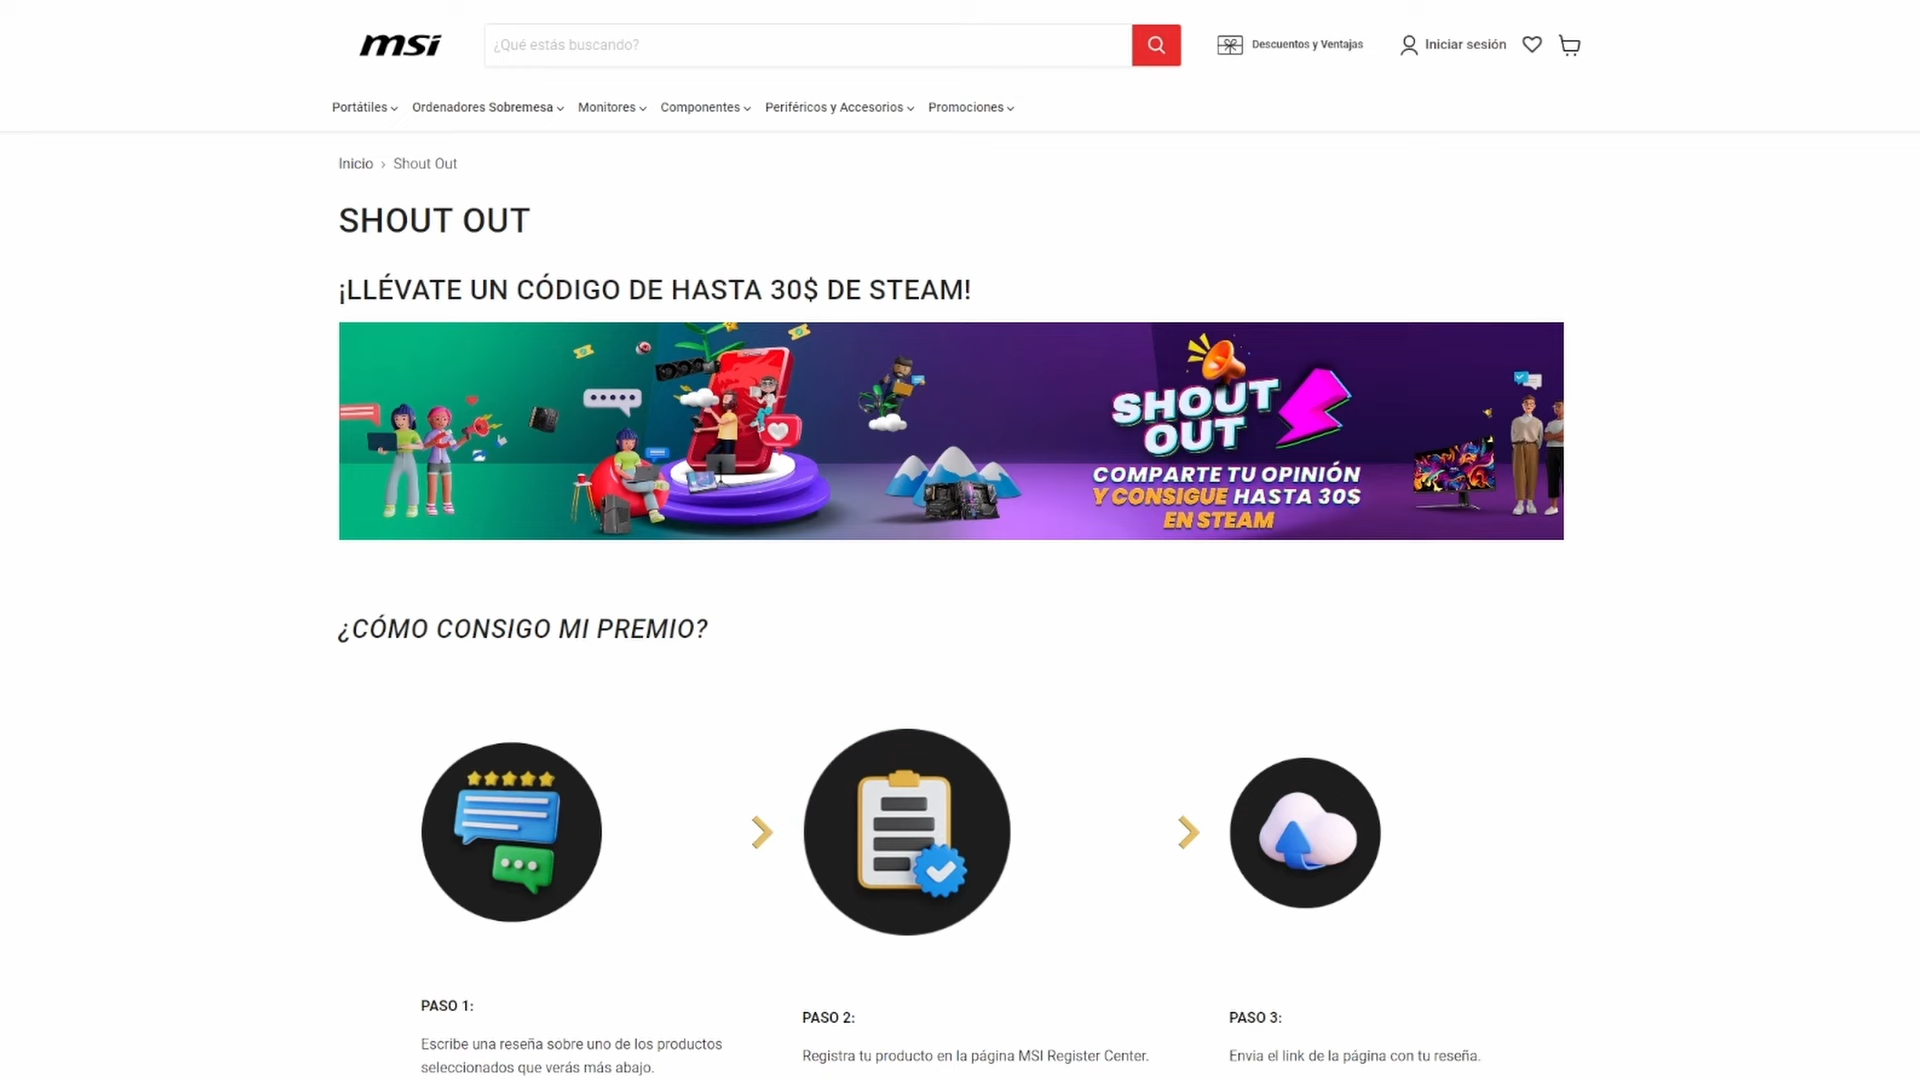 msi
¿Qué estás buscando?
Descuentos y Ventajas
Iniciar sesión
Portátiles
Ordenadores Sobremesa
Monitores
Componentes
Periféricos y Accesorios
Promociones
Inicio › Shout Out
SHOUT OUT
¡LLÉVATE UN CÓDIGO DE HASTA 30$ DE STEAM!
SHOUT
OUT
COMPARTE TU OPINIÓN
Y CONSIGUE HASTA 30$
EN STEAM
¿CÓMO CONSIGO MI PREMIO?
PASO 1:
Escribe una reseña sobre uno de los productos
seleccionados que verás más abajo.
PASO 2:
Registra tu producto en la página MSI Register Center.
PASO 3:
Envia el link de la página con tu reseña.